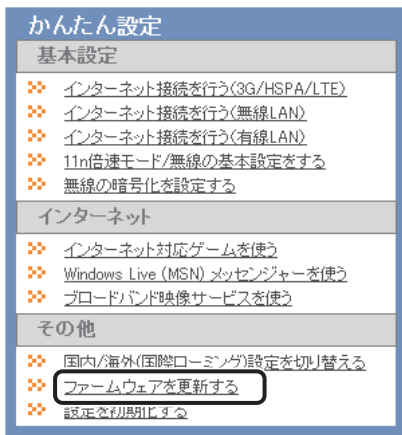 かんたん設定
基本設定
インターネット接続を行う(3G/HSPA/LTE)
インターネット接続を行う(無線LAN)
インターネット接続を行う(有線LAN)
11n倍速モード/無線の基本設定をする
無線の暗号化を設定する
インターネット
インターネット対応ゲームを使う
Windows Live (MSN) メッセンジャーを使う
ブロードバンド映像サービスを使う
その他
国内/海外(国際ローミング)設定を切り替える
ファームウェアを更新する
設定を初期化する